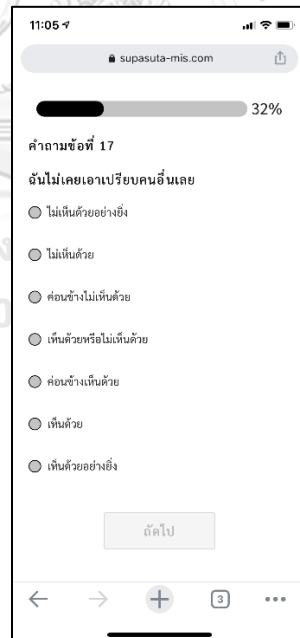 11:05
supasuta-mis.com
32%
คำถามข้อที่ 17
ฉันไม่เคยเอาเปรียบคนอื่นเลย
ไม่เห็นด้วยอย่างยิ่ง
ไม่เห็นด้วย
ค่อนข้างไม่เห็นด้วย
เห็นด้วยหรือไม่เห็นด้วย
ค่อนข้างเห็นด้วย
เห็นด้วย
เห็นด้วยอย่างยิ่ง
ถัดไป
3